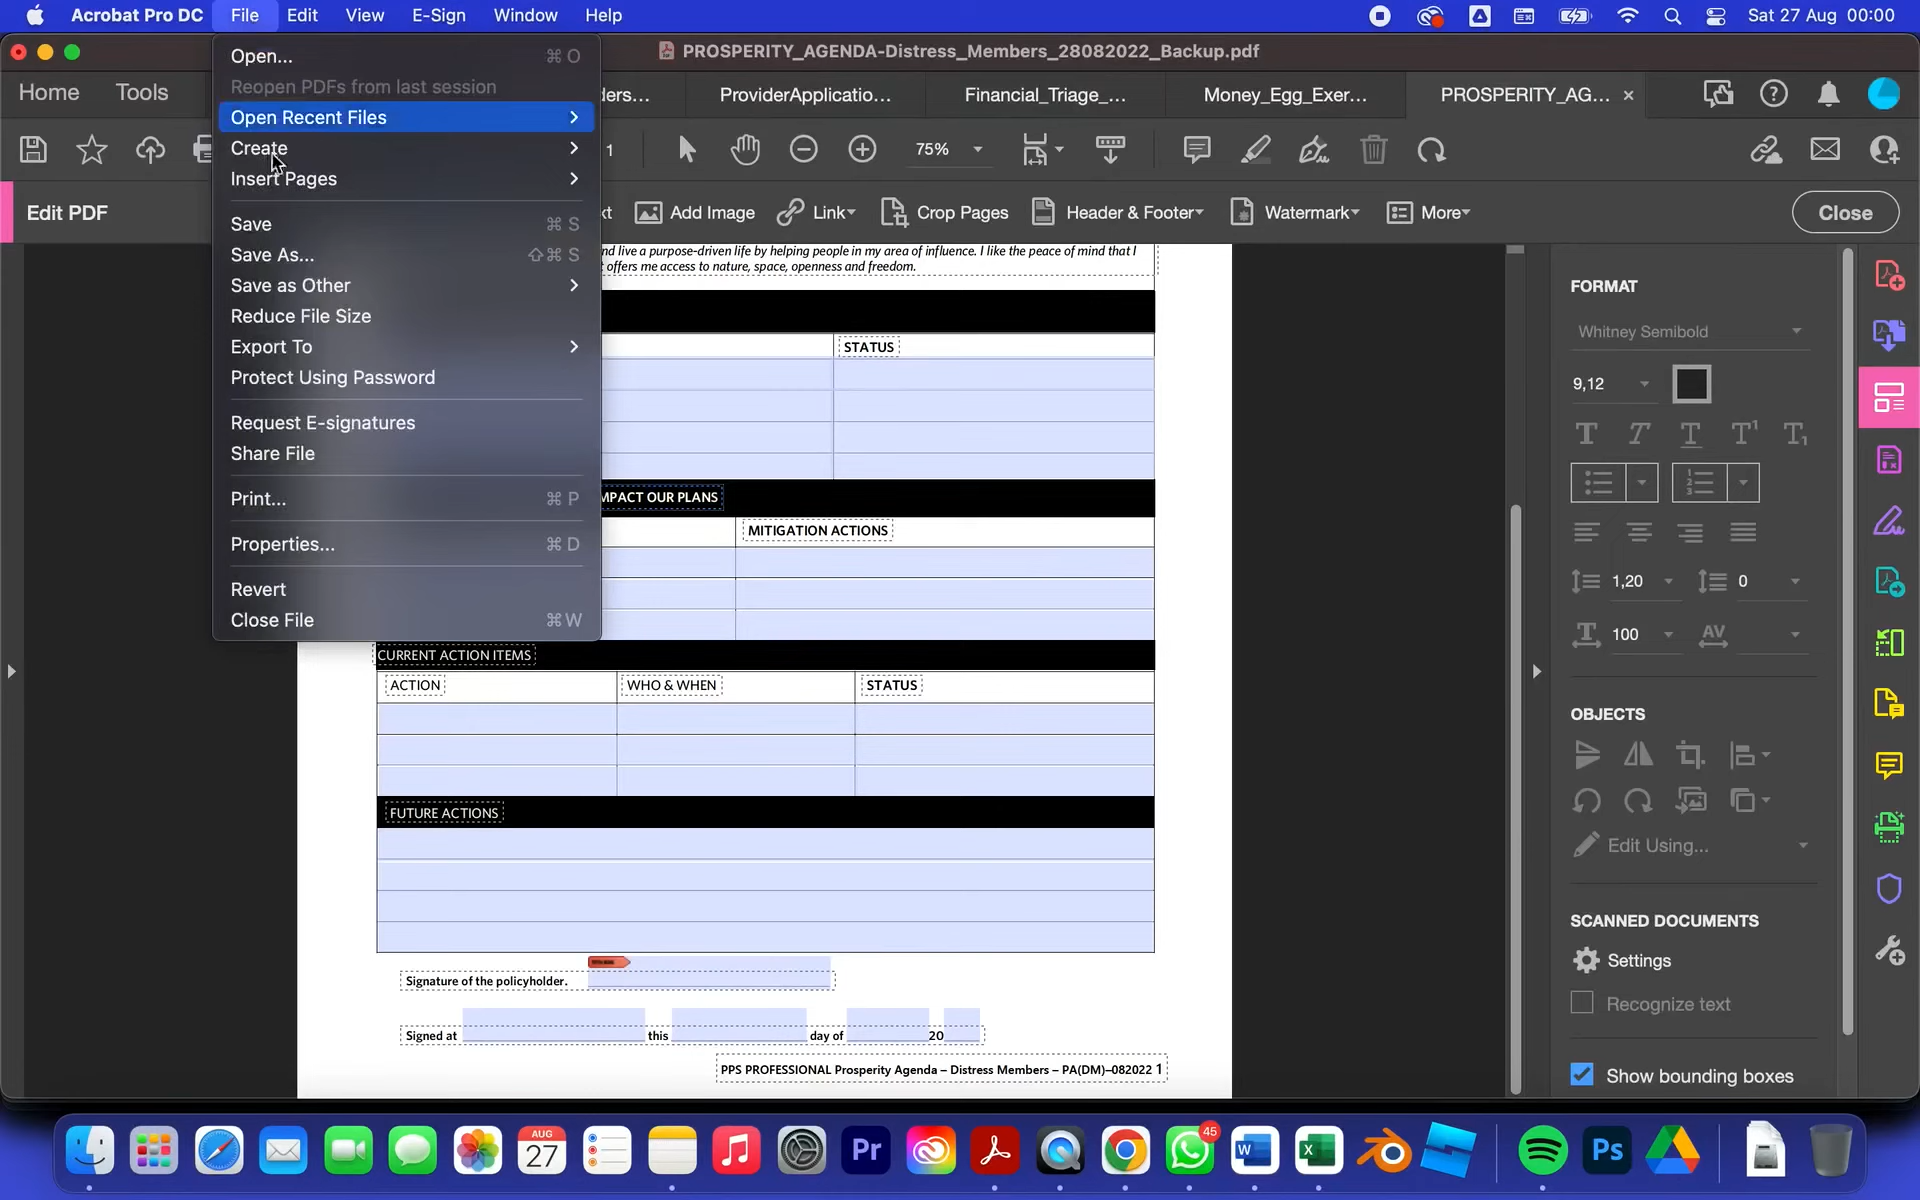 Acrobat Pro DC File Edit View E-Sign Window Help Sat 27 Aug 00:00
PROSPERITY_AGENDA-Distress_Members_28082022_Backup.pdf
Home Tools ders... ProviderApplicatio... Financial_Triage_... Money_Egg_Exer... PROSPERITY_AG...
Open... ⌘ O
Reopen PDFs from last session
Open Recent Files
Create
Insert Pages
Save ⌘ S
Save As... ⇧⌘ S
Save as Other
Reduce File Size
Export To
Protect Using Password
Request E-signatures
Share File
Print... ⌘ P
Properties... ⌘ D
Revert
Close File ⌘W
1 75%
Edit PDF xt Add Image Link Crop Pages Header & Footer Watermark More Close
nd live a purpose-driven life by helping people in my area of influence. I like the peace of mind that I
t offers me access to nature, space, openness and freedom.
STATUS
MPACT OUR PLANS
MITIGATION ACTIONS
CURRENT ACTION ITEMS
ACTION WHO & WHEN STATUS
FUTURE ACTIONS
Signature of the policyholder.
Signed at this day of 20
PPS PROFESSIONAL Prosperity Agenda – Distress Members – PA(DM)–082022 1
FORMAT
Whitney Semibold
9,12
1,20 0
100 AV
OBJECTS
Edit Using...
SCANNED DOCUMENTS
Settings
Recognize text
Show bounding boxes
AUG
27
Pr
45
W
X
Ps